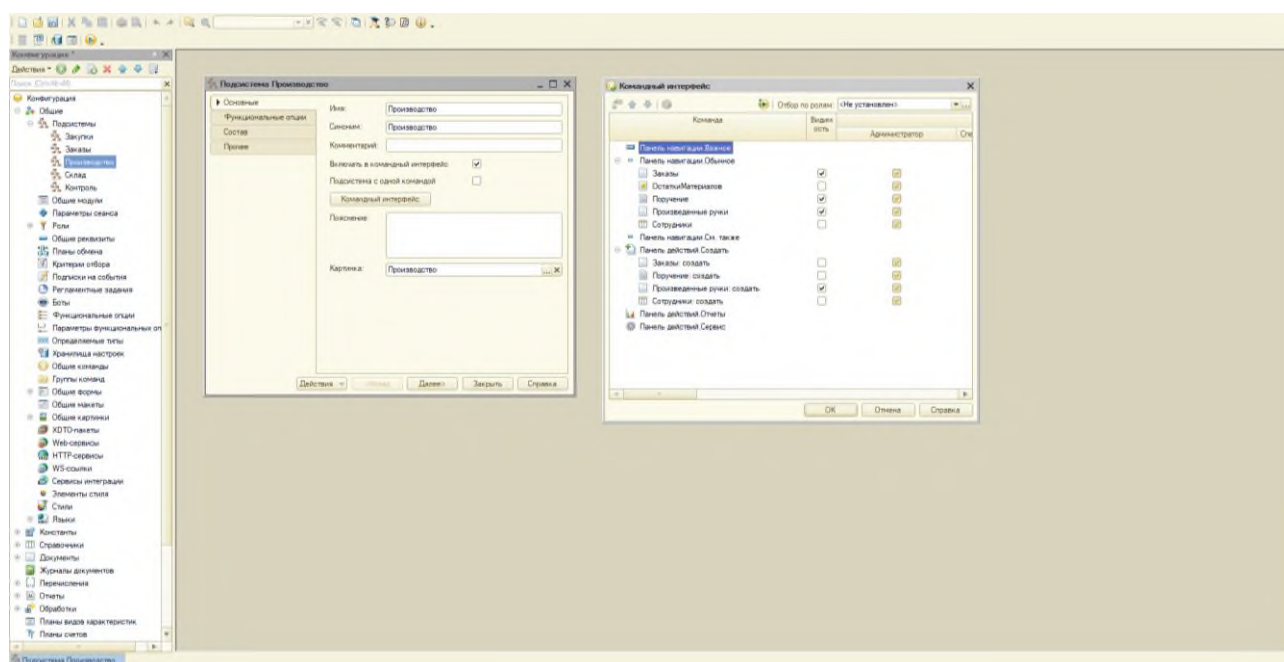 Конфигурация *
Действия
Поиск (Ctrl+Alt+M)
Конфигурация
Общие
Подсистемы
Закупки
Заказы
Производство
Склад
Контроль
Общие модули
Параметры сеанса
Роли
Общие реквизиты
Планы обмена
Критерии отбора
Подписки на события
Регламентные задания
Боты
Функциональные опции
Параметры функциональных оп
Определяемые типы
Хранилища настроек
Общие команды
Группы команд
Общие формы
Общие макеты
Общие картинки
XDTO-пакеты
Web-сервисы
HTTP-сервисы
WS-ссылки
Сервисы интеграции
Элементы стиля
Стили
Языки
Константы
Справочники
Документы
Журналы документов
Перечисления
Отчеты
Обработки
Планы видов характеристик
Планы счетов
Подсистема Производство
Подсистема Производство
Основные
Функциональные опции
Состав
Прочее
Имя: Производство
Синоним: Производство
Комментарий:
Включать в командный интерфейс
Подсистема с одной командой
Командный интерфейс
Пояснение
Картинка: Производство ... X
Действия <Назад Далее> Закрыть Справка
Командный интерфейс
Отбор по ролям: <Не установлен>
Команда Видим
ость Администратор Спе
Панель навигации.Важное
Панель навигации.Обычное
Заказы
ОстаткиМатериалов
Поручение
Произведенные ручки
Сотрудники
Панель навигации.См. также
Панель действий.Создать
Заказы: создать
Поручение: создать
Произведенные ручки: создать
Сотрудники: создать
Панель действий.Отчеты
Панель действий.Сервис
OK Отмена Справка